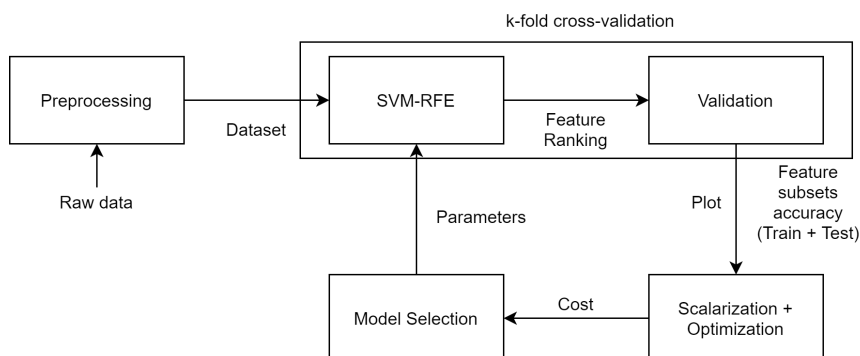 k-fold cross-validation
Preprocessing
SVM-RFE
Validation
Dataset
Feature
Ranking
Raw data
Parameters
Plot
Feature
subsets
accuracy
(Train + Test)
Model Selection
Cost
Scalarization +
Optimization